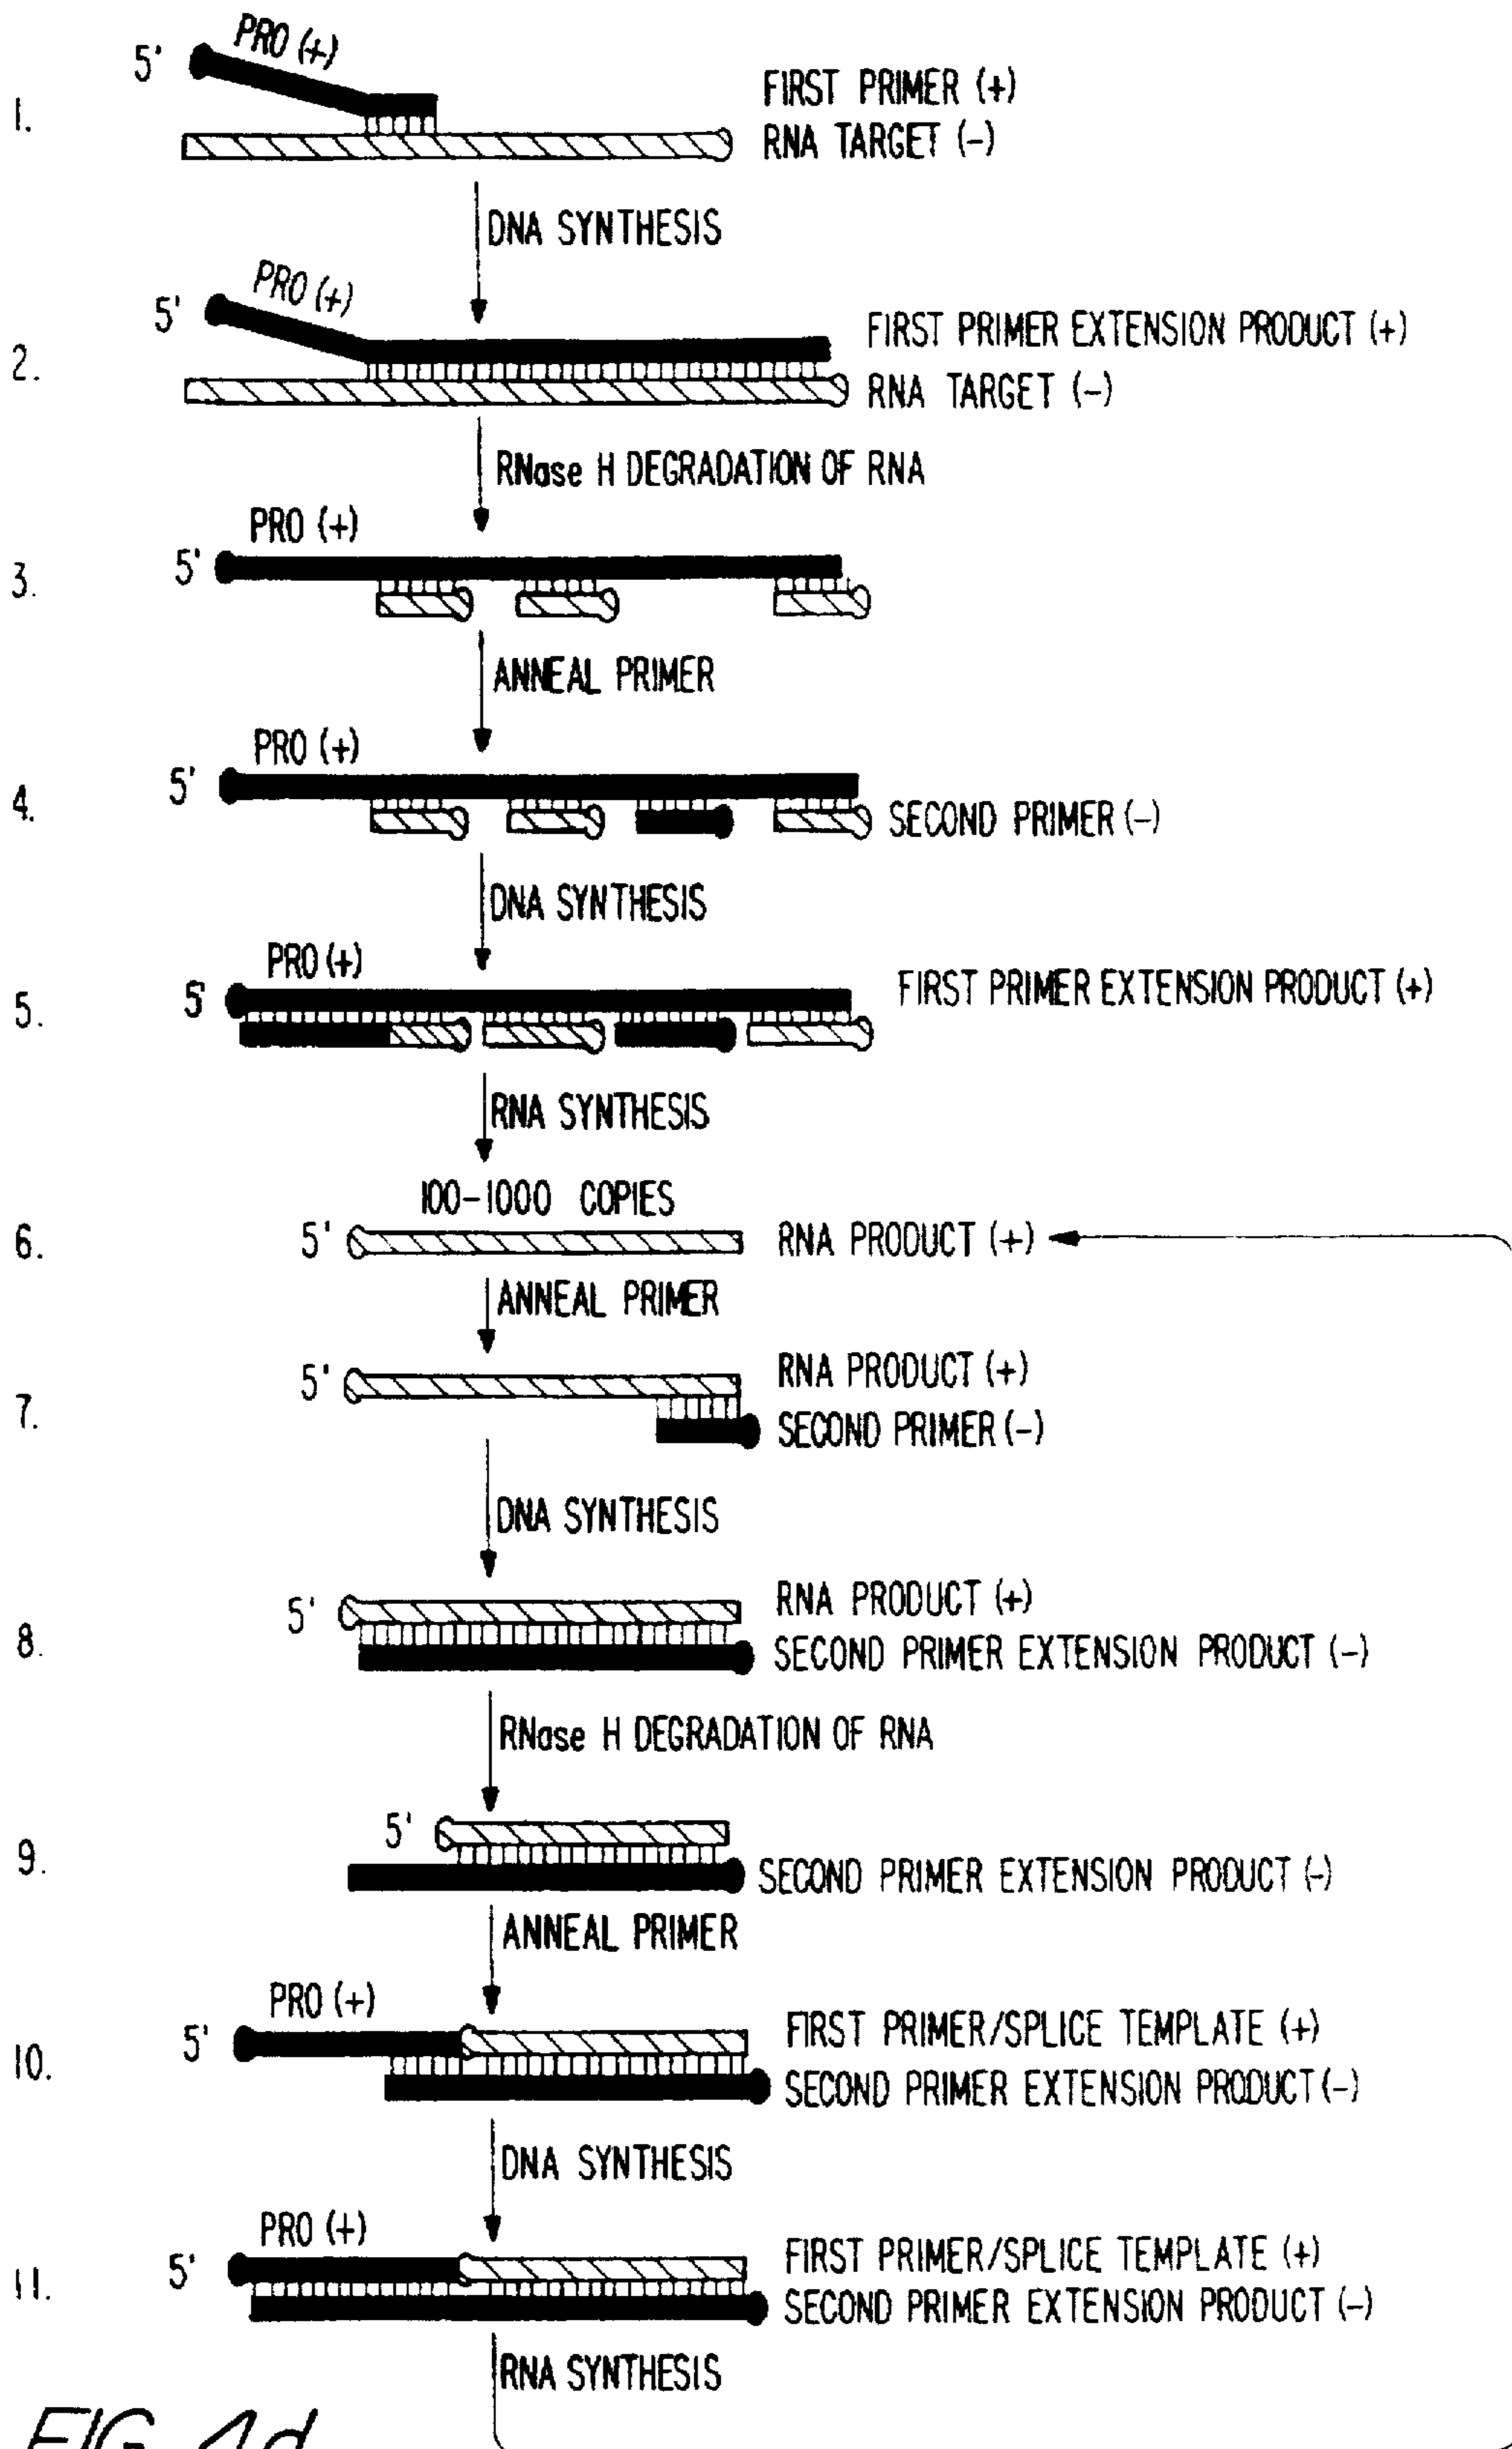 5' PRO (+)
1.
FIRST PRIMER (+)
RNA TARGET (-)
DNA SYNTHESIS
5' PRO (+)
2.
FIRST PRIMER EXTENSION PRODUCT (+)
RNA TARGET (-)
RNase H DEGRADATION OF RNA
PRO (+)
5'
3.
ANNEAL PRIMER
PRO (+)
5'
4.
SECOND PRIMER (-)
DNA SYNTHESIS
PRO (+)
5'
FIRST PRIMER EXTENSION PRODUCT (+)
5.
RNA SYNTHESIS
100-1000 COPIES
6.
5'
RNA PRODUCT (+)
ANNEAL PRIMER
5'
RNA PRODUCT (+)
7.
SECOND PRIMER (-)
DNA SYNTHESIS
5'
RNA PRODUCT (+)
8.
SECOND PRIMER EXTENSION PRODUCT (-)
RNase H DEGRADATION OF RNA
5'
9.
SECOND PRIMER EXTENSION PRODUCT (-)
ANNEAL PRIMER
PRO (+)
5'
FIRST PRIMER/SPLICE TEMPLATE (+)
10.
SECOND PRIMER EXTENSION PRODUCT (-)
DNA SYNTHESIS
PRO (+)
5'
FIRST PRIMER/SPLICE TEMPLATE (+)
11.
SECOND PRIMER EXTENSION PRODUCT (-)
RNA SYNTHESIS
FIG. 4d